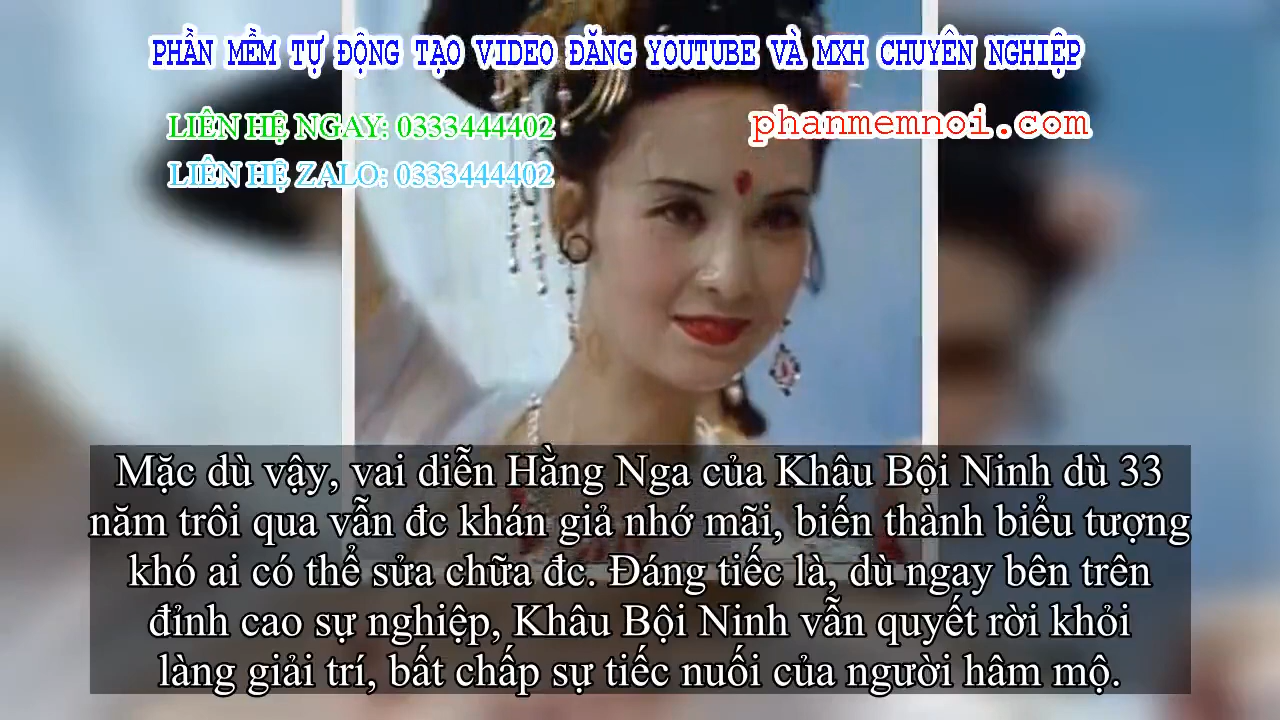 PHẦN MỀM TỰ ĐỘNG TẠO VIDEO ĐĂNG YOUTUBE VÀ MXH CHUYÊN NGHIỆP
LIÊN HỆ NGAY: 0333444402
phanmemnoi.com
LIÊN HỆ ZALO: 0333444402
Mặc dù vậy, vai diễn Hằng Nga của Khâu Bội Ninh dù 33
năm trôi qua vẫn đc khán giả nhớ mãi, biến thành biểu tượng
khó ai có thể sửa chữa đc. Đáng tiếc là, dù ngay bên trên
đỉnh cao sự nghiệp, Khâu Bội Ninh vẫn quyết rời khỏi
làng giải trí, bất chấp sự tiếc nuối của người hâm mộ.